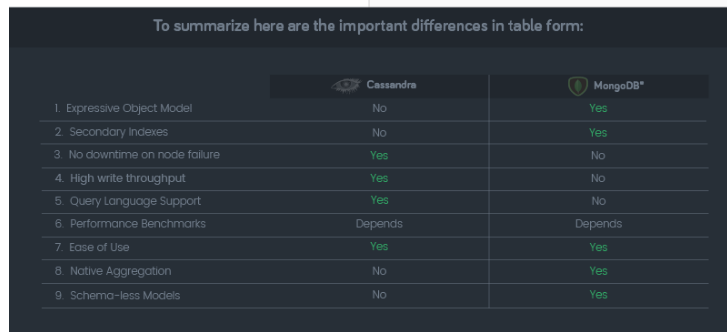 To summarize here are the important differences in table form:
Cassandra MongoDB®
1. Expressive Object Model No Yes
2. Secondary Indexes No Yes
3. No downtime on node failure Yes No
4. High write throughput Yes No
5. Query Language Support Yes No
6. Performance Benchmarks Depends Depends
7. Ease of Use Yes Yes
8. Native Aggregation No Yes
9. Schema-less Models No Yes